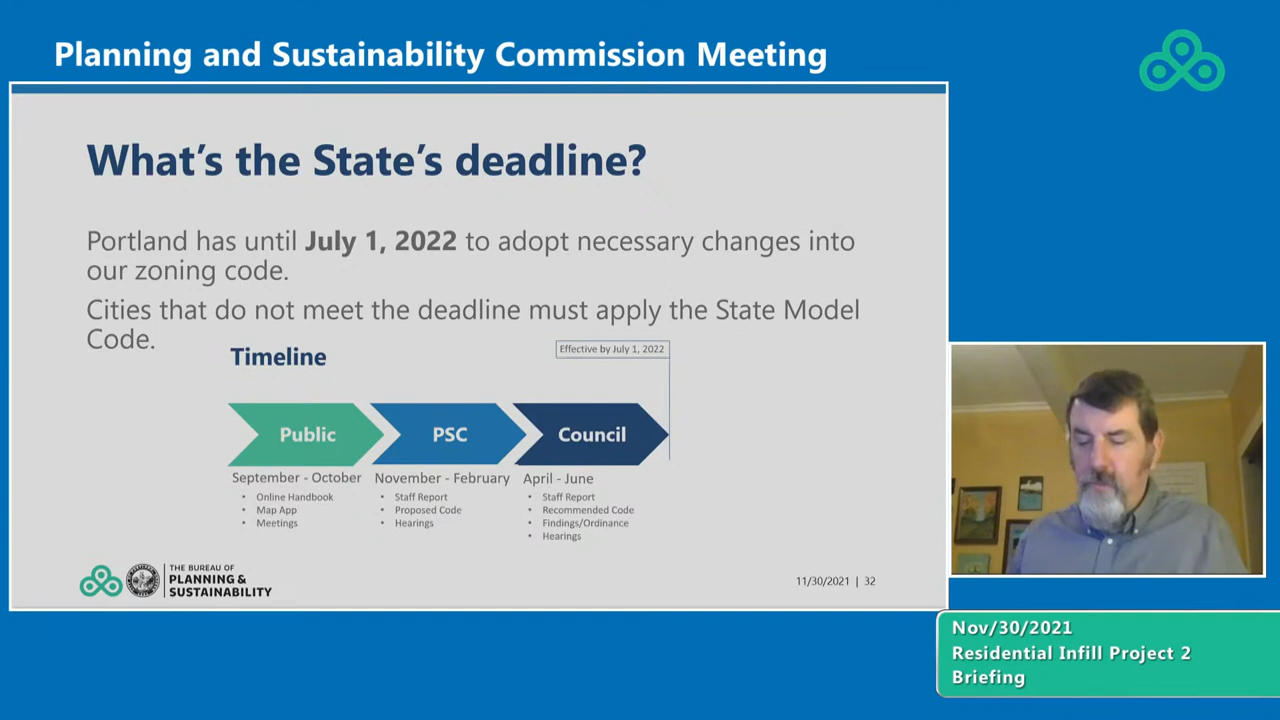 Planning and Sustainability Commission Meeting
What's the State's deadline?
Portland has until July 1, 2022 to adopt necessary changes into
our zoning code.
Cities that do not meet the deadline must apply the State Model
Code.
Timeline
Effective by July 1, 2022
Public
PSC
Council
September - October
November - February
April - June
• Online Handbook
• Map App
• Meetings
• Staff Report
• Proposed Code
• Hearings
• Staff Report
• Recommended Code
• Findings/Ordinance
• Hearings
THE BUREAU OF
PLANNING &
SUSTAINABILITY
11/30/2021 | 32
Nov/30/2021
Residential Infill Project 2
Briefing